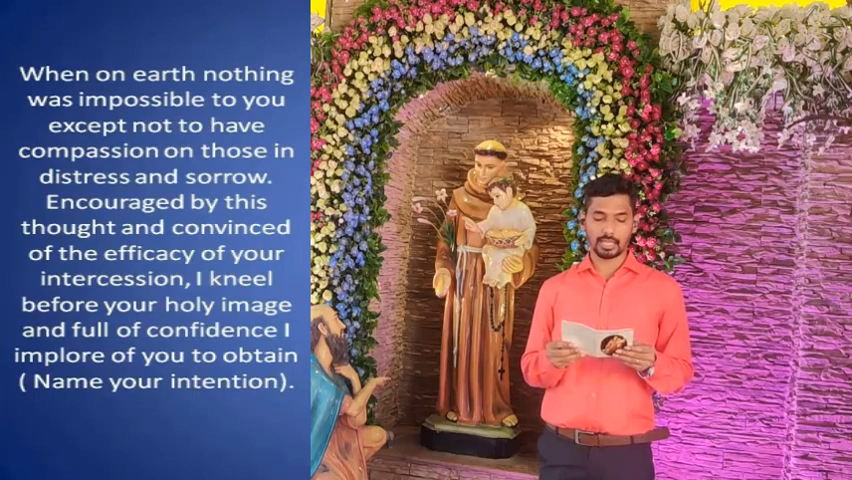 When on earth nothing
was impossible to you
except not to have
compassion on those in
distress and sorrow.
Encouraged by this
thought and convinced
of the efficacy of your
intercession, I kneel
before your holy image
and full of confidence I
implore of you to obtain
( Name your intention).